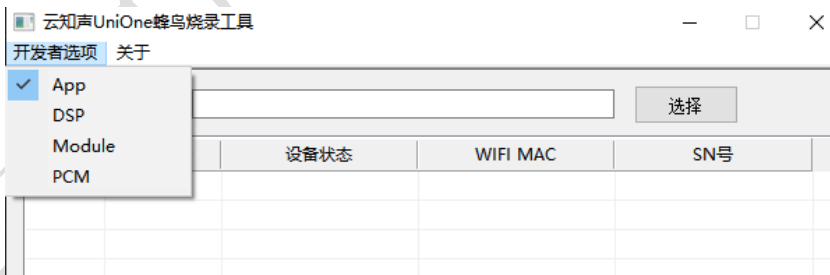 云知声UniOne蜂鸟烧录工具
开发者选项 关于
App
选择
DSP
Module
设备状态 WIFI MAC SN号
PCM